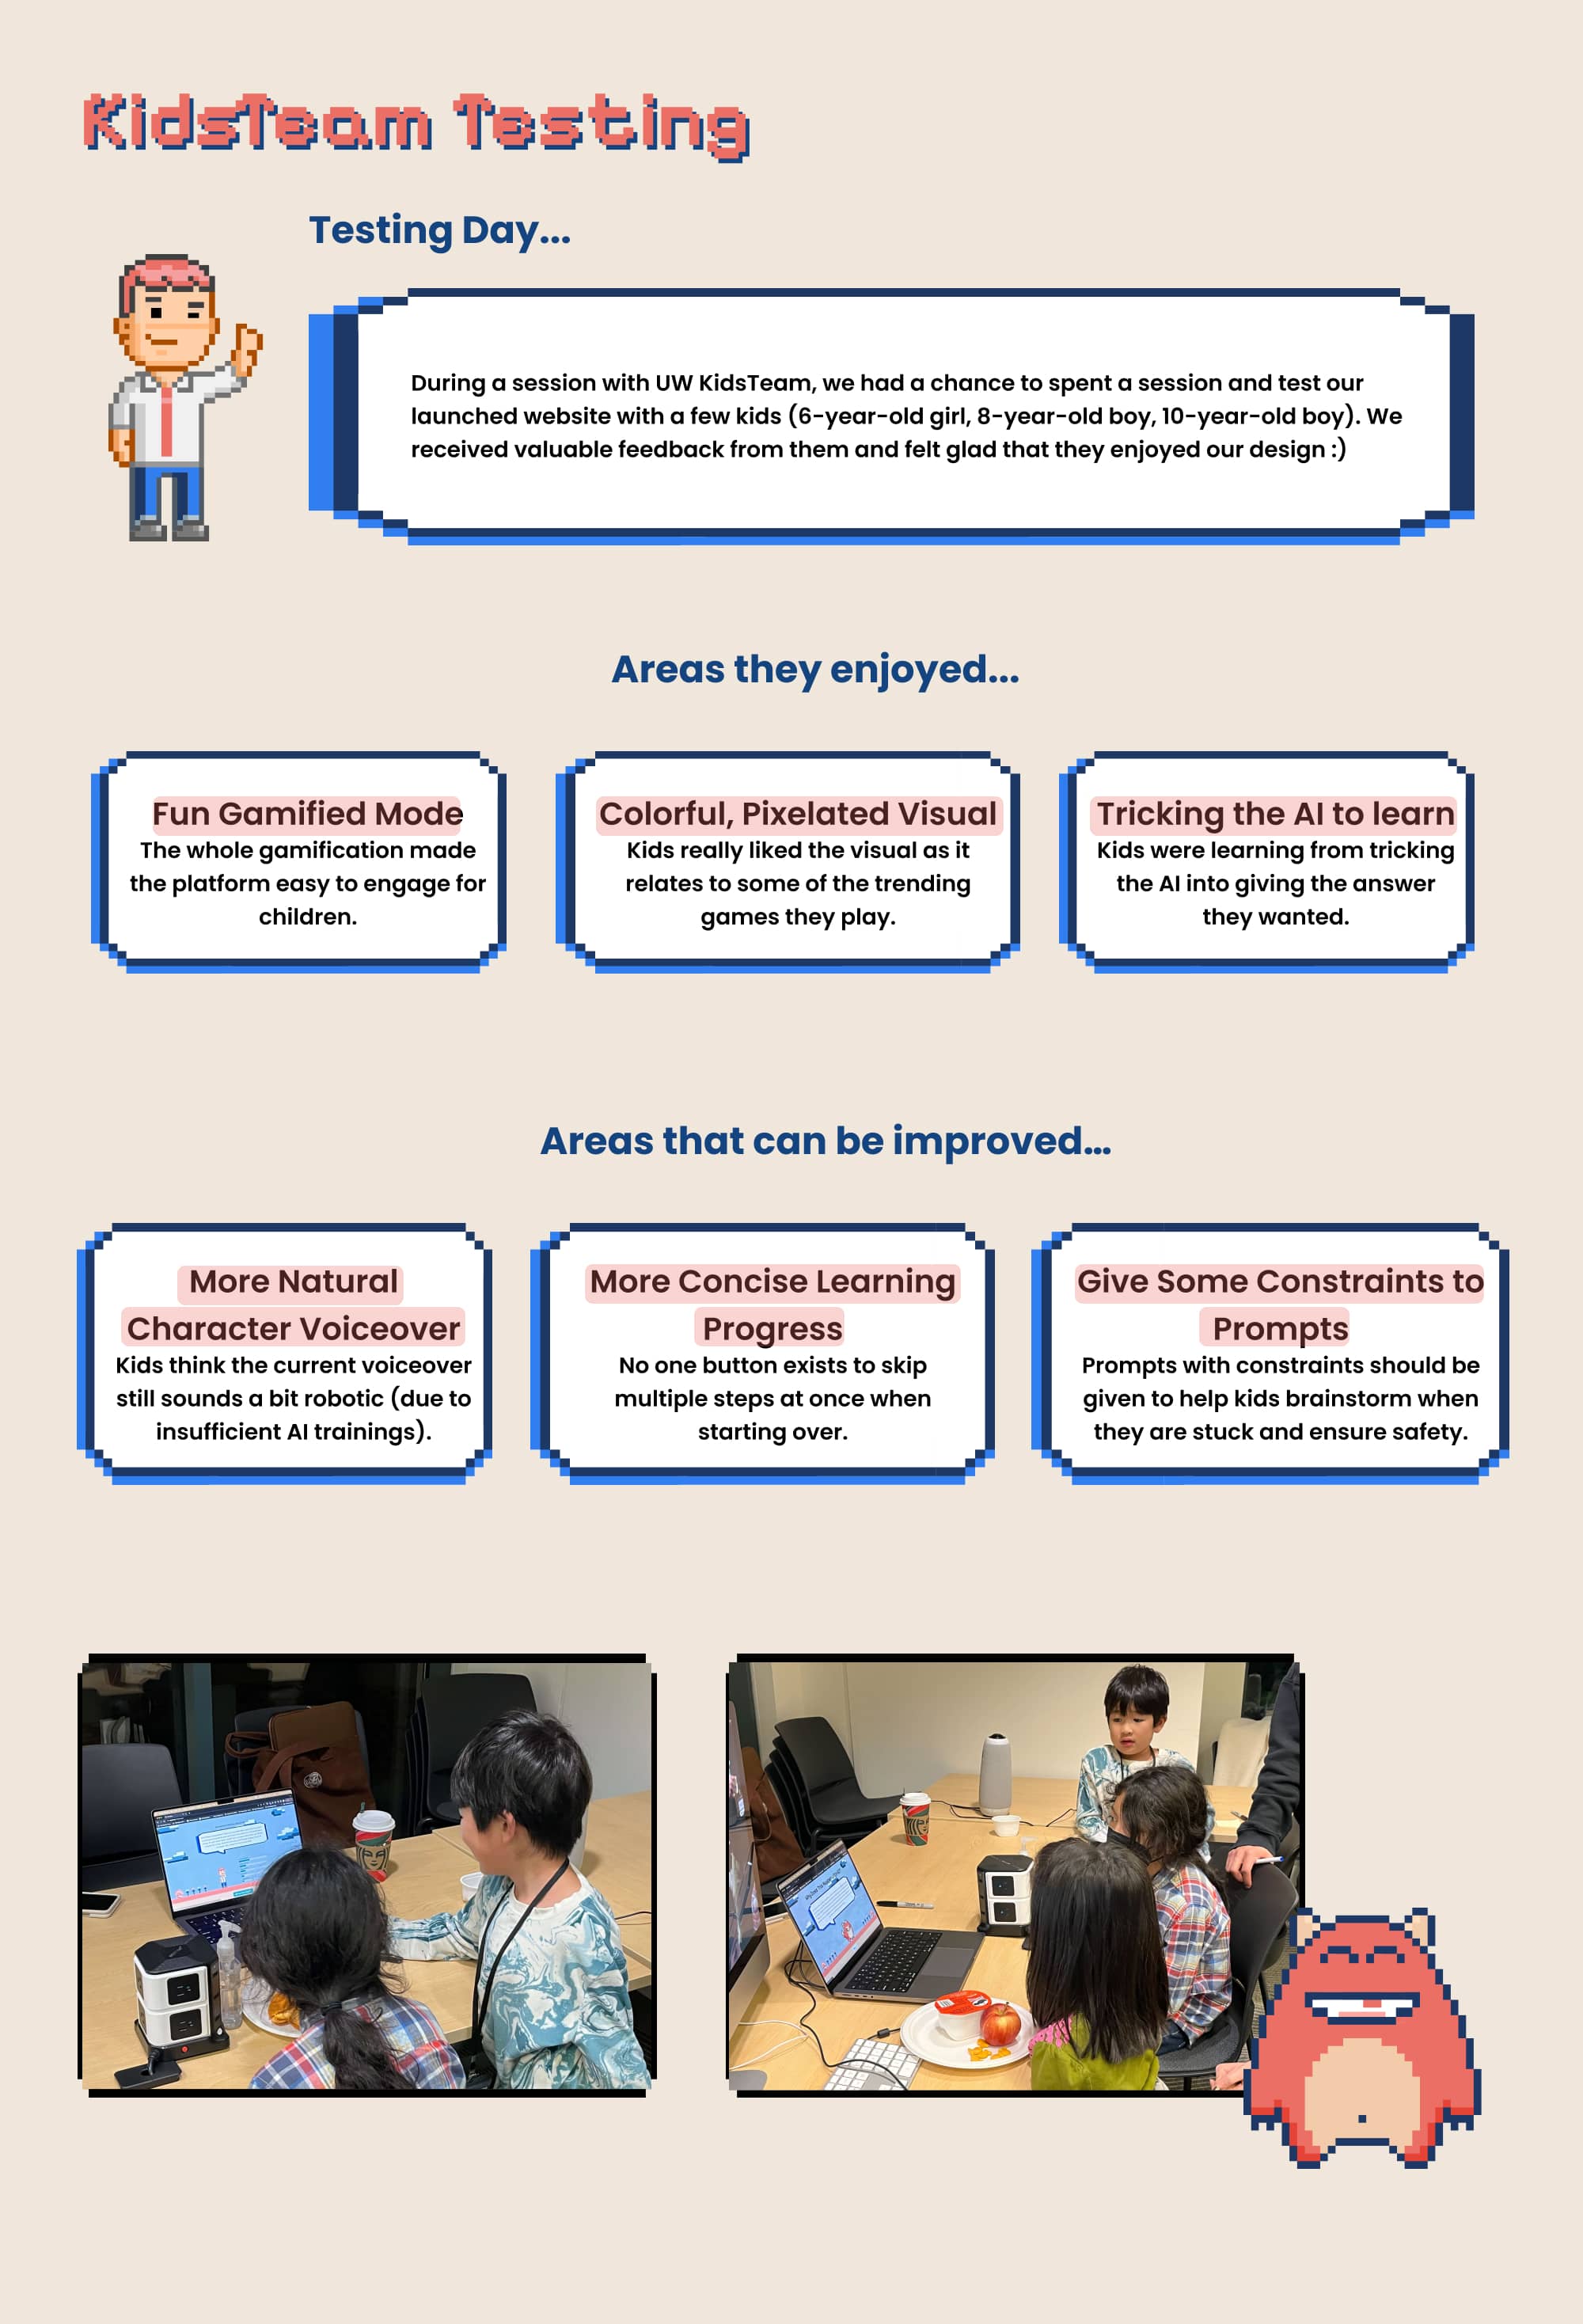 KidsTeam Testing
Testing Day...
During a session with UW KidsTeam, we had a chance to spent a session and test our
launched website with a few kids (6-year-old girl, 8-year-old boy, 10-year-old boy). We
received valuable feedback from them and felt glad that they enjoyed our design :)
Areas they enjoyed...
Fun Gamified Mode
The whole gamification made
the platform easy to engage for
children.
Colorful, Pixelated Visual
Kids really liked the visual as it
relates to some of the trending
games they play.
Tricking the AI to learn
Kids were learning from tricking
the AI into giving the answer
they wanted.
Areas that can be improved...
More Natural
Character Voiceover
Kids think the current voiceover
still sounds a bit robotic (due to
insufficient AI trainings).
More Concise Learning
Progress
No one button exists to skip
multiple steps at once when
starting over.
Give Some Constraints to
Prompts
Prompts with constraints should be
given to help kids brainstorm when
they are stuck and ensure safety.